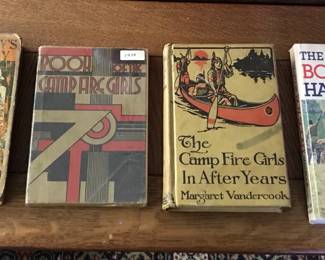 BOOK OF THE
CAMP FIRE GIRLS
The
Camp Fire Girls
In After Years
Margaret Vandercook
THE
BO
HA